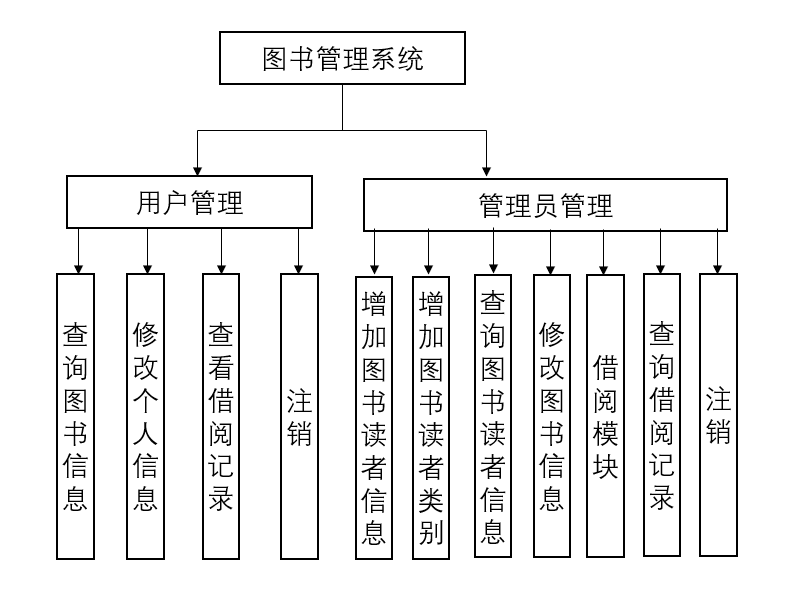 图书管理系统
用户管理
管理员管理
查询图书信息
修改个人信息
查看借阅记录
注销
增加图书读者信息
增加图书读者类别
查询图书读者信息
修改图书信息
借阅模块
查询借阅记录
注销